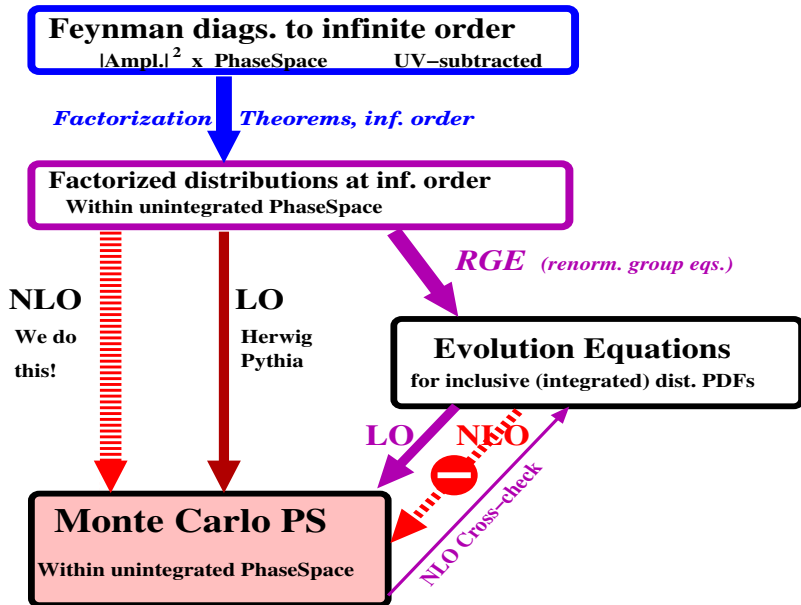 Feynman diags. to infinite order
|Ampl.|² x PhaseSpace UV−subtracted
Factorization Theorems, inf. order
Factorized distributions at inf. order
Within unintegrated PhaseSpace
RGE (renorm. group eqs.)
NLO
We do
this!
LO
Herwig
Pythia
Evolution Equations
for inclusive (integrated) dist. PDFs
LO
NLO
NLO Cross−check
Monte Carlo PS
Within unintegrated PhaseSpace